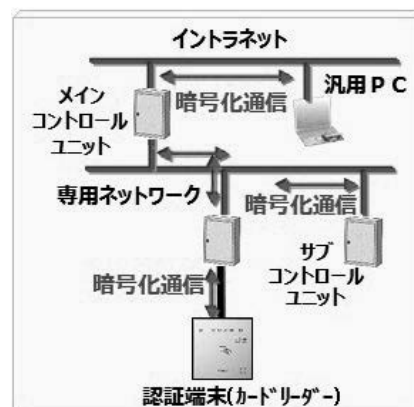 イントラネット
メイン
コントロール
ユニット
暗号化通信
汎用PC
専用ネットワーク
暗号化通信
サブ
コントロール
ユニット
暗号化通信
認証端末(ｶｰﾄﾞﾘｰﾀﾞｰ)